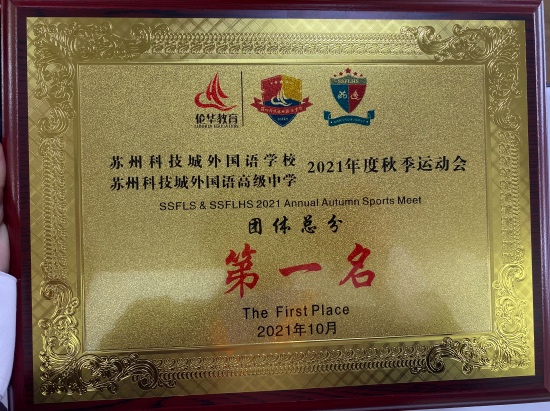 伦华教育
SSFLHS
苏州科技城外国语学校
苏州科技城外国语高级中学
2021年度秋季运动会
SSFLS & SSFLHS 2021 Annual Autumn Sports Meet
团体总分
第一名
The First Place
2021年10月